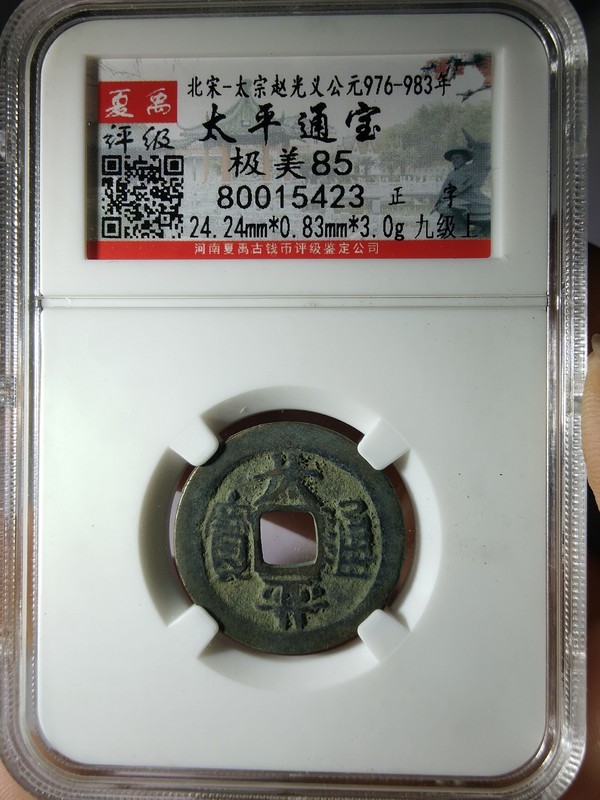 夏禹
评级
北宋-太宗赵光义公元976-983年
太平通宝
极美85
80015423 正字
24.24mm*0.83mm*3.0g 九级上
河南夏禹古钱币评级鉴定公司
太平通寶